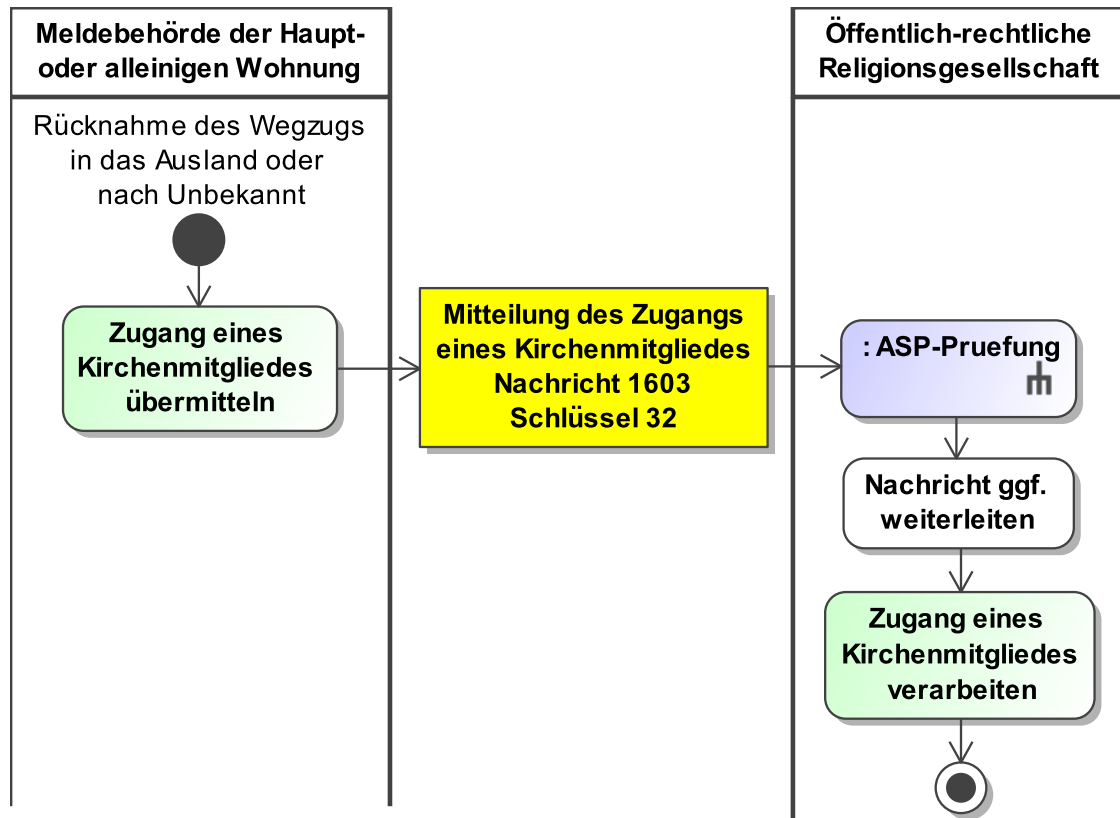 Meldebehörde der Haupt-
oder alleinigen Wohnung
Öffentlich-rechtliche
Religionsgesellschaft
Rücknahme des Wegzugs
in das Ausland oder
nach Unbekannt
Zugang eines
Kirchenmitgliedes
übermitteln
Mitteilung des Zugangs
eines Kirchenmitgliedes
Nachricht 1603
Schlüssel 32
: ASP-Pruefung
Nachricht ggf.
weiterleiten
Zugang eines
Kirchenmitgliedes
verarbeiten